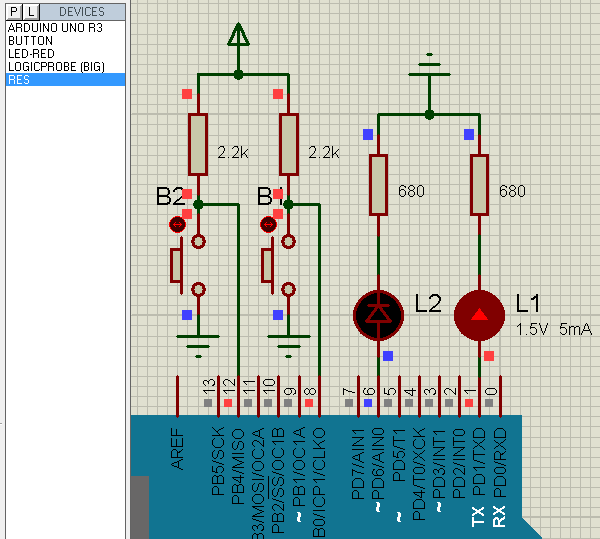 P L DEVICES
ARDUINO UNO R3
BUTTON
LED-RED
LOGICPROBE (BIG)
RES
2.2k
2.2k
680
680
B2
B1
L2
L1
1.5V 5mA
13
12
11
10
9
8
7
6
5
4
3
2
1
0
AREF
PB5/SCK
PB4/MISO
B3/MOSI/OC2A
PB2/SS/OC1B
~ PB1/OC1A
B0/ICP1/CLKO
PD7/AIN1
~ PD6/AIN0
~ PD5/T1
PD4/T0/XCK
~ PD3/INT1
PD2/INT0
TX PD1/TXD
RX PD0/RXD